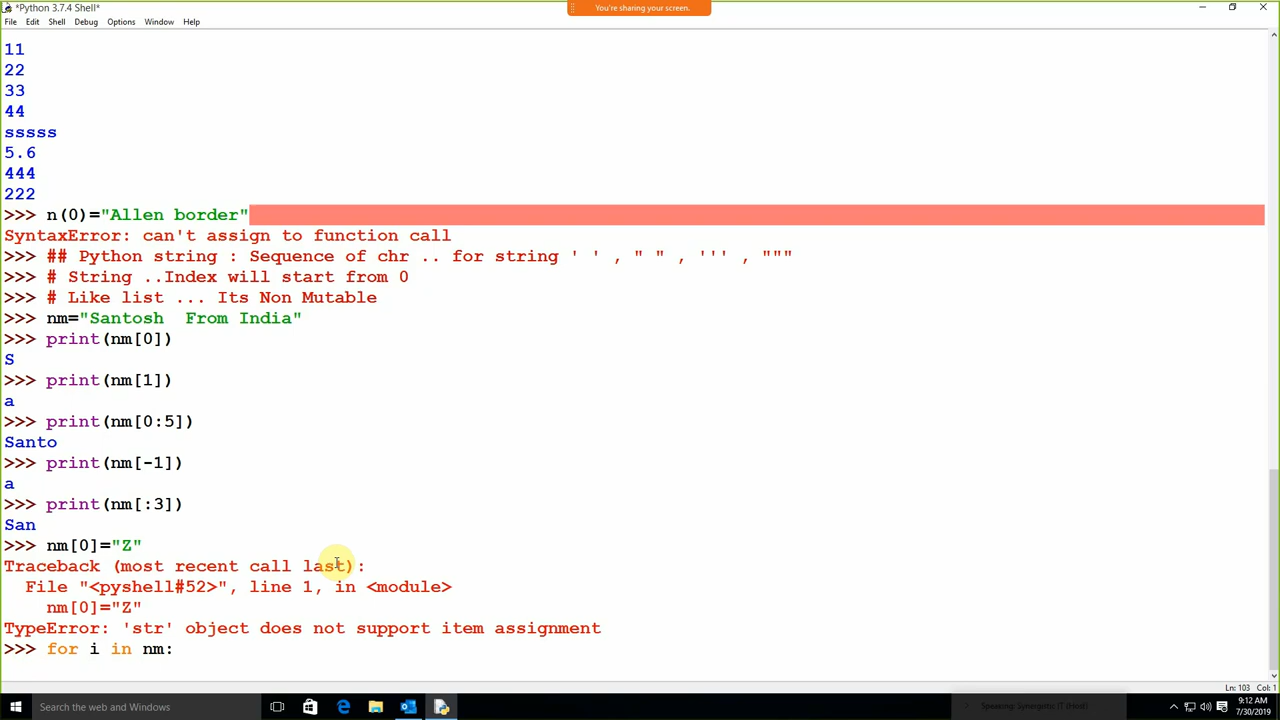 *Python 3.7.4 Shell*
You're sharing your screen.
File Edit Shell Debug Options Window Help
11
22
33
44
sssss
5.6
444
222
>>> n(0)="Allen border"
SyntaxError: can't assign to function call
>>> ## Python string : Sequence of chr .. for string ' ' , " " , ''' , """
>>> # String ..Index will start from 0
>>> # Like list ... Its Non Mutable
>>> nm="Santosh  From India"
>>> print(nm[0])
S
>>> print(nm[1])
a
>>> print(nm[0:5])
Santo
>>> print(nm[-1])
a
>>> print(nm[:3])
San
>>> nm[0]="Z"
Traceback (most recent call last):
  File "<pyshell#52>", line 1, in <module>
    nm[0]="Z"
TypeError: 'str' object does not support item assignment
>>> for i in nm:
Ln: 103 Col: 1
Search the web and Windows
Speaking: Synergistic IT (Host)
9:12 AM
7/30/2019